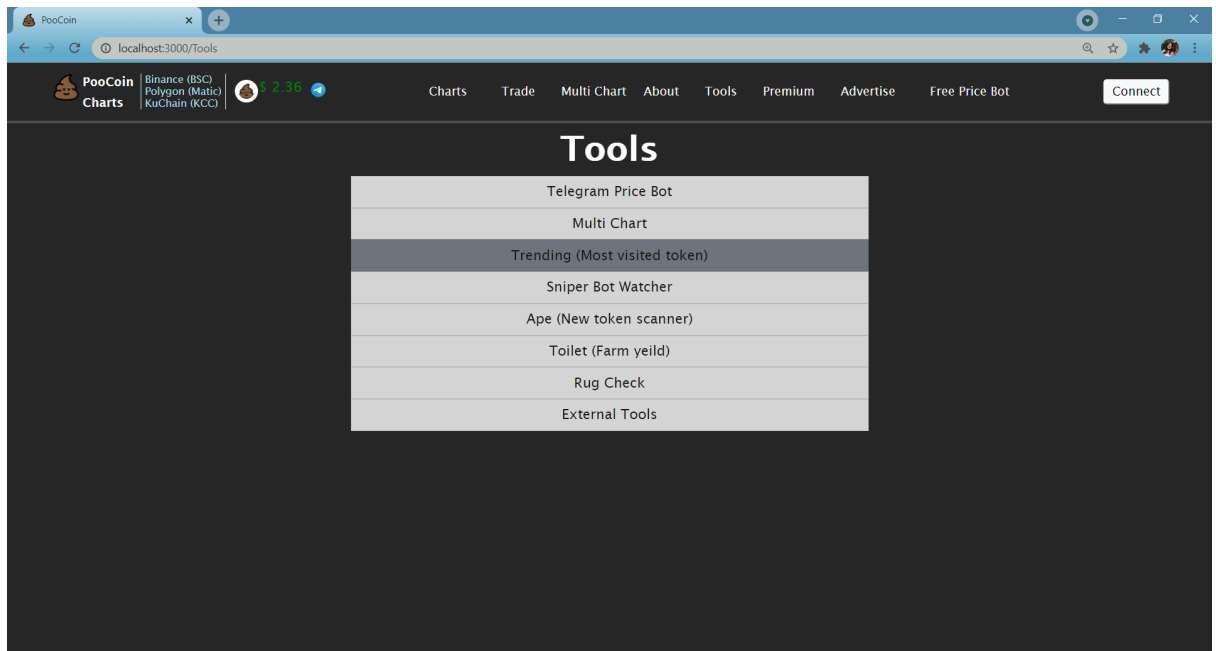 PooCoin
localhost:3000/Tools
PooCoin
Charts
Binance (BSC)
Polygon (Matic)
KuChain (KCC)
$ 2.36
Charts Trade Multi Chart About Tools Premium Advertise Free Price Bot
Connect
Tools
Telegram Price Bot
Multi Chart
Trending (Most visited token)
Sniper Bot Watcher
Ape (New token scanner)
Toilet (Farm yeild)
Rug Check
External Tools